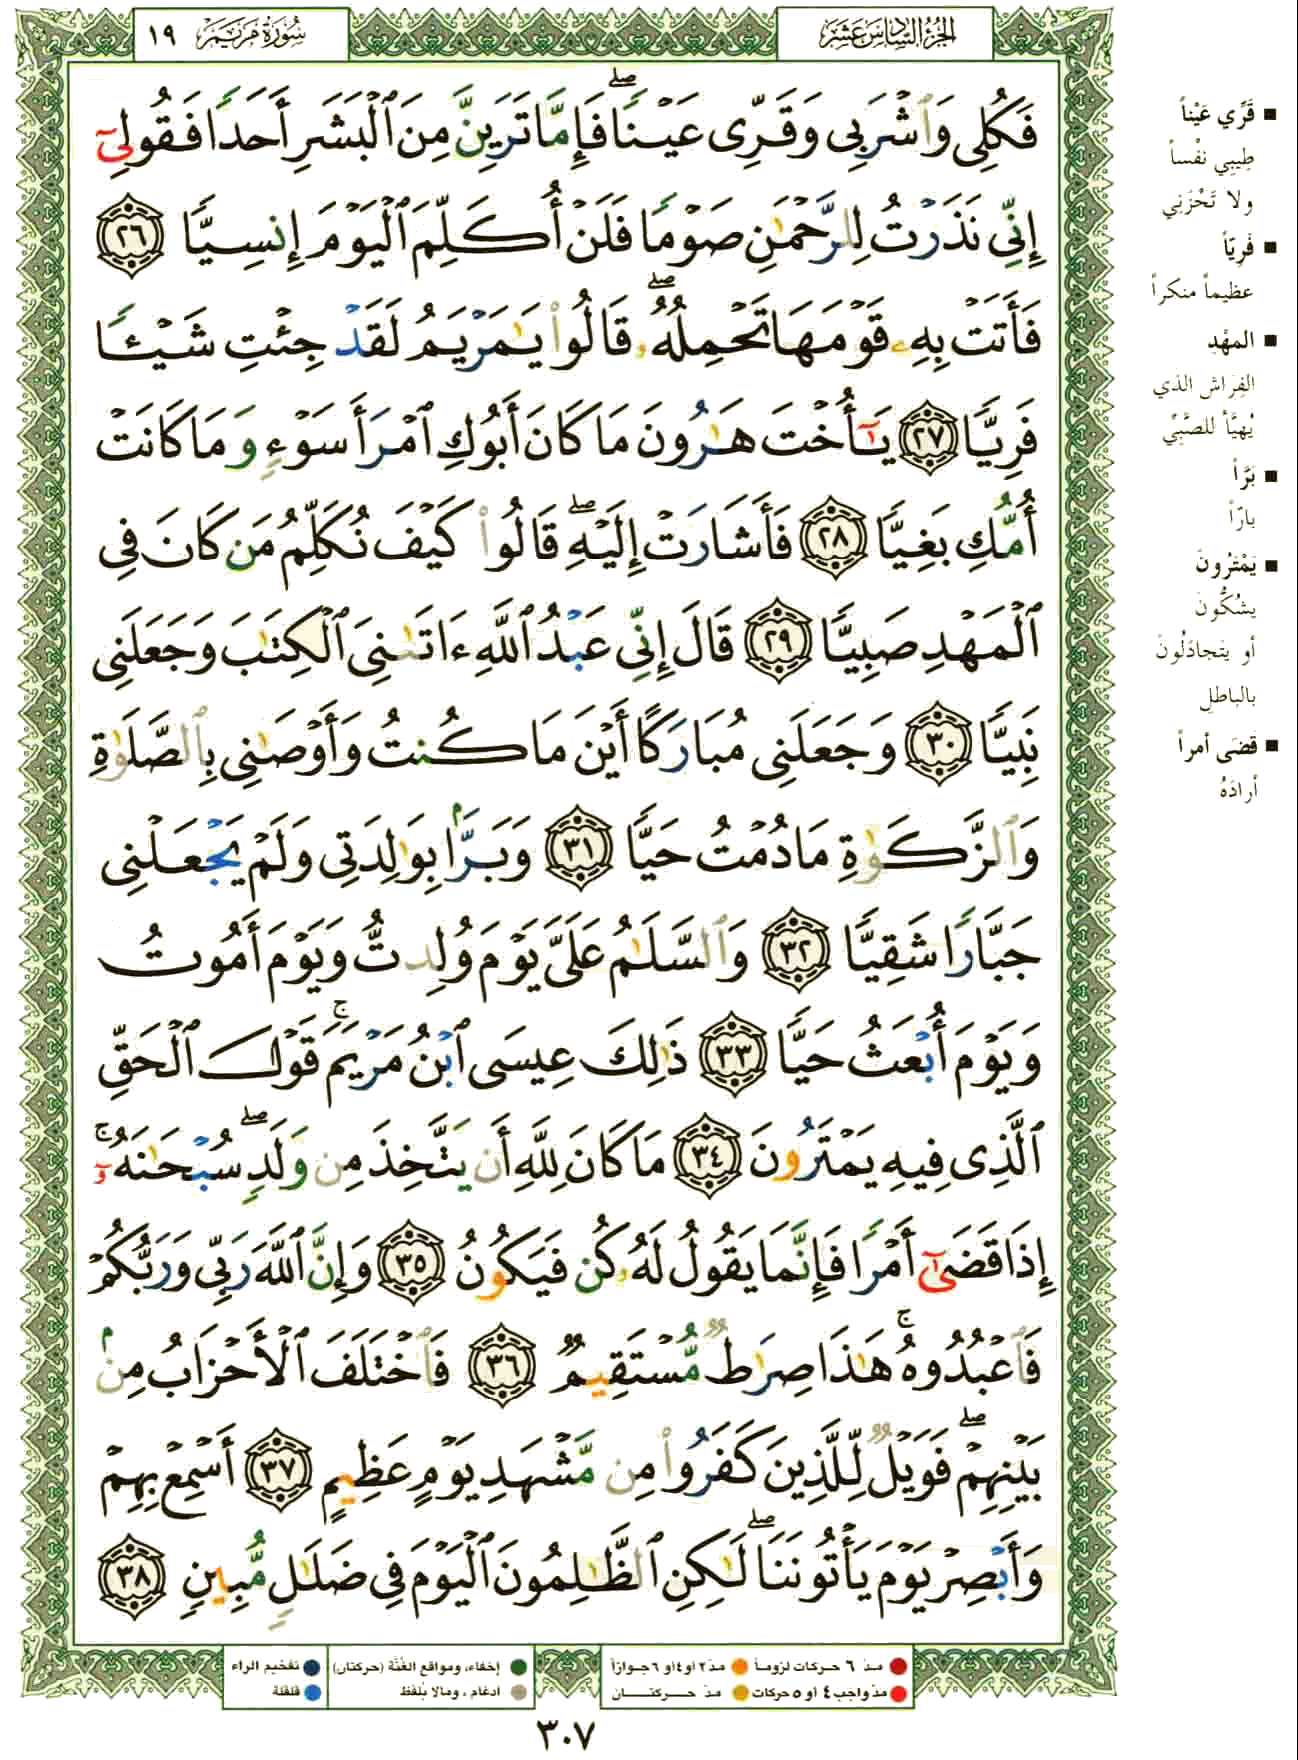 الجزء السادس عشر
سورة مريم ١٩
فَكُلِى وَٱشْرَبِى وَقَرِّى عَيْنًا ۖ فَإِمَّا تَرَيِنَّ مِنَ ٱلْبَشَرِ أَحَدًا فَقُولِىٓ
إِنِّى نَذَرْتُ لِلرَّحْمَٰنِ صَوْمًا فَلَنْ أُكَلِّمَ ٱلْيَوْمَ إِنسِيًّا ٢٦
فَأَتَتْ بِهِۦ قَوْمَهَا تَحْمِلُهُۥ ۖ قَالُوا۟ يَٰمَرْيَمُ لَقَدْ جِئْتِ شَيْـًٔا
فَرِيًّا ٢٧ يَٰٓأُخْتَ هَٰرُونَ مَا كَانَ أَبُوكِ ٱمْرَأَ سَوْءٍ وَمَا كَانَتْ
أُمُّكِ بَغِيًّا ٢٨ فَأَشَارَتْ إِلَيْهِ ۖ قَالُوا۟ كَيْفَ نُكَلِّمُ مَن كَانَ فِى
ٱلْمَهْدِ صَبِيًّا ٢٩ قَالَ إِنِّى عَبْدُ ٱللَّهِ ءَاتَىٰنِىَ ٱلْكِتَٰبَ وَجَعَلَنِى
نَبِيًّا ٣٠ وَجَعَلَنِى مُبَارَكًا أَيْنَ مَا كُنتُ وَأَوْصَٰنِى بِٱلصَّلَوٰةِ
وَٱلزَّكَوٰةِ مَا دُمْتُ حَيًّا ٣١ وَبَرًّۢا بِوَٰلِدَتِى وَلَمْ يَجْعَلْنِى
جَبَّارًا شَقِيًّا ٣٢ وَٱلسَّلَٰمُ عَلَىَّ يَوْمَ وُلِدتُّ وَيَوْمَ أَمُوتُ
وَيَوْمَ أُبْعَثُ حَيًّا ٣٣ ذَٰلِكَ عِيسَى ٱبْنُ مَرْيَمَ ۚ قَوْلَ ٱلْحَقِّ
ٱلَّذِى فِيهِ يَمْتَرُونَ ٣٤ مَا كَانَ لِلَّهِ أَن يَتَّخِذَ مِن وَلَدٍ ۖ سُبْحَٰنَهُۥٓ ۚ
إِذَا قَضَىٰٓ أَمْرًا فَإِنَّمَا يَقُولُ لَهُۥ كُن فَيَكُونُ ٣٥ وَإِنَّ ٱللَّهَ رَبِّى وَرَبُّكُمْ
فَٱعْبُدُوهُ ۚ هَٰذَا صِرَٰطٌ مُّسْتَقِيمٌ ٣٦ فَٱخْتَلَفَ ٱلْأَحْزَابُ مِنۢ
بَيْنِهِمْ ۖ فَوَيْلٌ لِّلَّذِينَ كَفَرُوا۟ مِن مَّشْهَدِ يَوْمٍ عَظِيمٍ ٣٧ أَسْمِعْ بِهِمْ
وَأَبْصِرْ يَوْمَ يَأْتُونَنَا ۖ لَٰكِنِ ٱلظَّٰلِمُونَ ٱلْيَوْمَ فِى ضَلَٰلٍ مُّبِينٍ ٣٨
قَرِّي عَيْناً
طِيبِي نفْساً
ولا تَحْزَنِي
فَرِيّاً
عظيماً منكراً
المهْدِ
الفِراش الذي
يُهيَّأ للصَّبيِّ
بَرّاً
بارّاً
يَمْتَرُونَ
يشُكُّونَ
أو يتجادَلُونَ
بالباطلِ
قضَى أمراً
أرادَهُ
مدّ ٦ حركات لزوماً
مدّ ٢ أو ٤ أو ٦ جوازاً
إخفاء، ومواقع الغُنَّة (حركتان)
تفخيم الراء
مدّ واجب ٤ أو ٥ حركات
مدّ حركتان
ادغام ، ومالا يُلفظ
قلقلة
٣٠٧